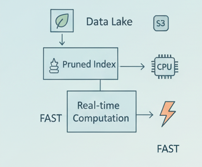 Data Lake
S3
Pruned Index
CPU
Real-time
Computation
FAST
FAST